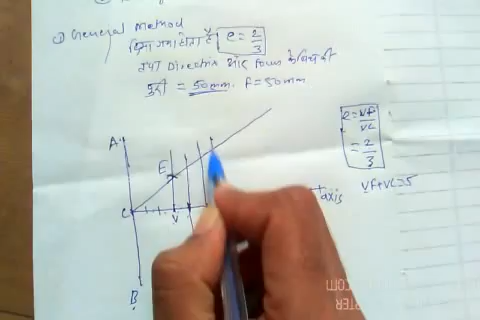 ① General Method
दिया गया होता है e = 2/3
तथा Directrix और Focus के बिच की
दुरी = 50mm. F = 50mm
e = VF/VC
= 2/3
A
E
C
V
axis
VF+VC=5
B